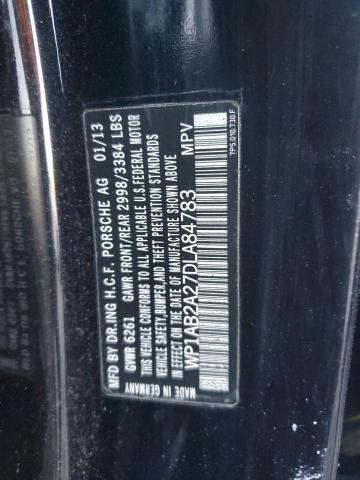 MFD BY DR.ING H.C.F. PORSCHE AG 01/13
GVWR 6261 GAWR FRONT/REAR 2998/3384 LBS
THIS VEHICLE CONFORMS TO ALL APPLICABLE U.S.FEDERAL MOTOR
VEHICLE SAFETY,BUMPER,AND THEFT PREVENTION STANDARDS
IN EFFECT ON THE DATE OF MANUFACTURE SHOWN ABOVE
WP1AB2A27DLA84783 MPV
MADE IN GERMANY
7P5.010.730.F